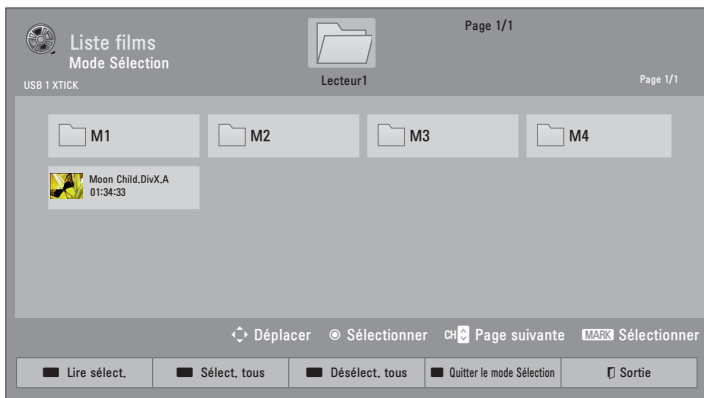 Liste films
Mode Sélection
USB 1 XTICK
Lecteur1
Page 1/1
Page 1/1
M1
M2
M3
M4
Moon Child.DivX.A
01:34:33
Déplacer
Sélectionner
CH Page suivante
MARK Sélectionner
Lire sélect.
Sélect. tous
Désélect. tous
Quitter le mode Sélection
Sortie